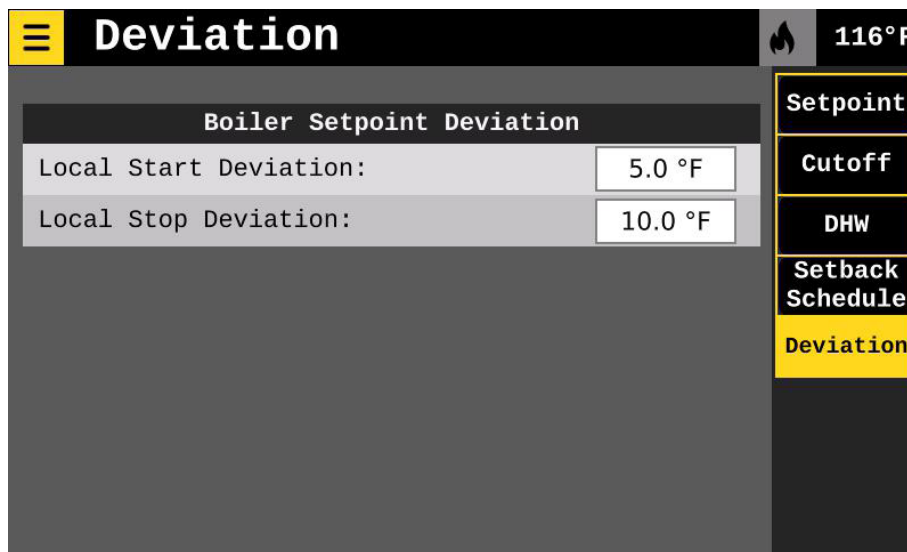 Deviation
116°F
Boiler Setpoint Deviation
Local Start Deviation:
5.0 °F
Local Stop Deviation:
10.0 °F
Setpoint
Cutoff
DHW
Setback
Schedule
Deviation